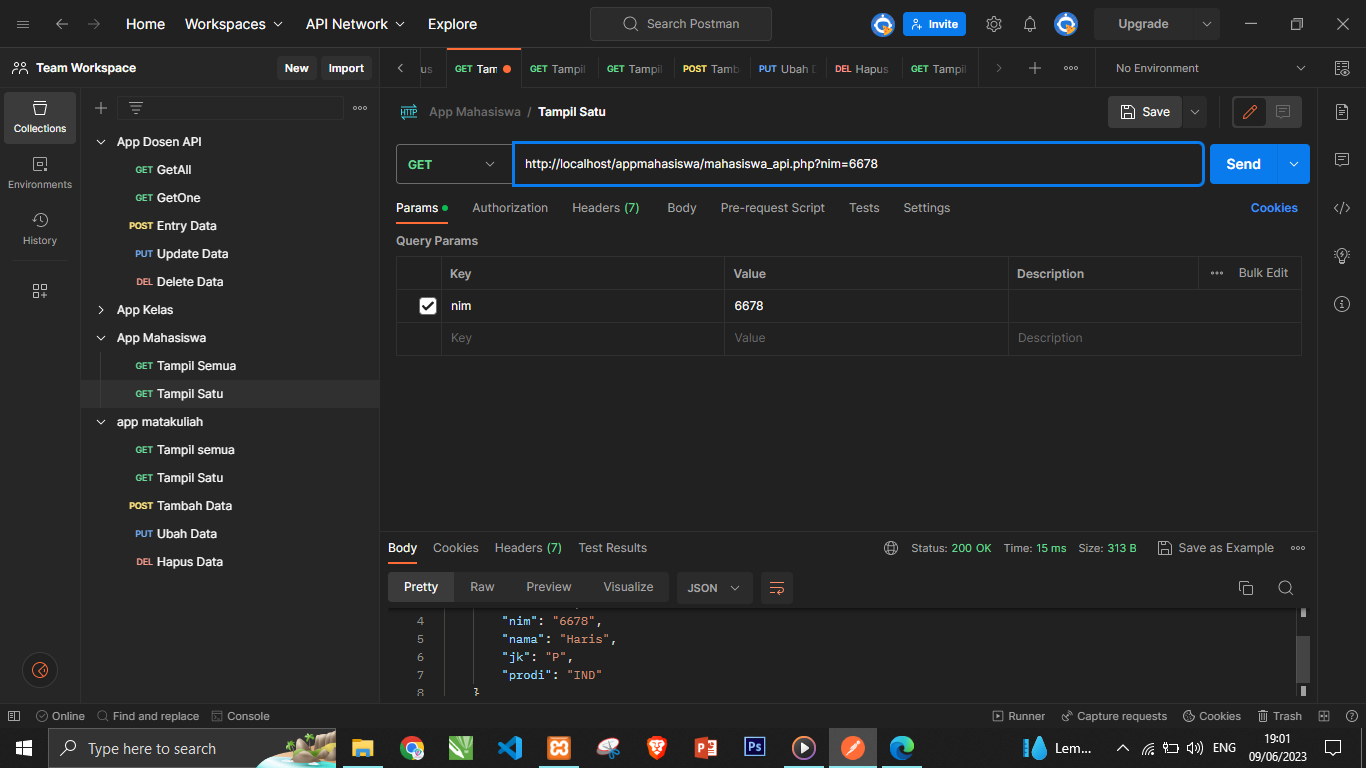 Home Workspaces API Network Explore Search Postman Invite Upgrade
Team Workspace New Import
us GET Tam GET Tampil GET Tampil POST Tamb PUT Ubah D DEL Hapus GET Tampil No Environment
Collections
Environments
History
App Dosen API
GET GetAll
GET GetOne
POST Entry Data
PUT Update Data
DEL Delete Data
App Kelas
App Mahasiswa
GET Tampil Semua
GET Tampil Satu
app matakuliah
GET Tampil semua
GET Tampil Satu
POST Tambah Data
PUT Ubah Data
DEL Hapus Data
HTTP App Mahasiswa / Tampil Satu Save
GET http://localhost/appmahasiswa/mahasiswa_api.php?nim=6678 Send
Params Authorization Headers (7) Body Pre-request Script Tests Settings Cookies
Query Params
Key Value Description Bulk Edit
nim 6678
Key Value Description
Body Cookies Headers (7) Test Results Status: 200 OK Time: 15 ms Size: 313 B Save as Example
Pretty Raw Preview Visualize JSON
4 "nim": "6678",
5 "nama": "Haris",
6 "jk": "P",
7 "prodi": "IND"
8 }
Online Find and replace Console Runner Capture requests Cookies Trash
Type here to search Ps Lem... ENG 19:01
09/06/2023